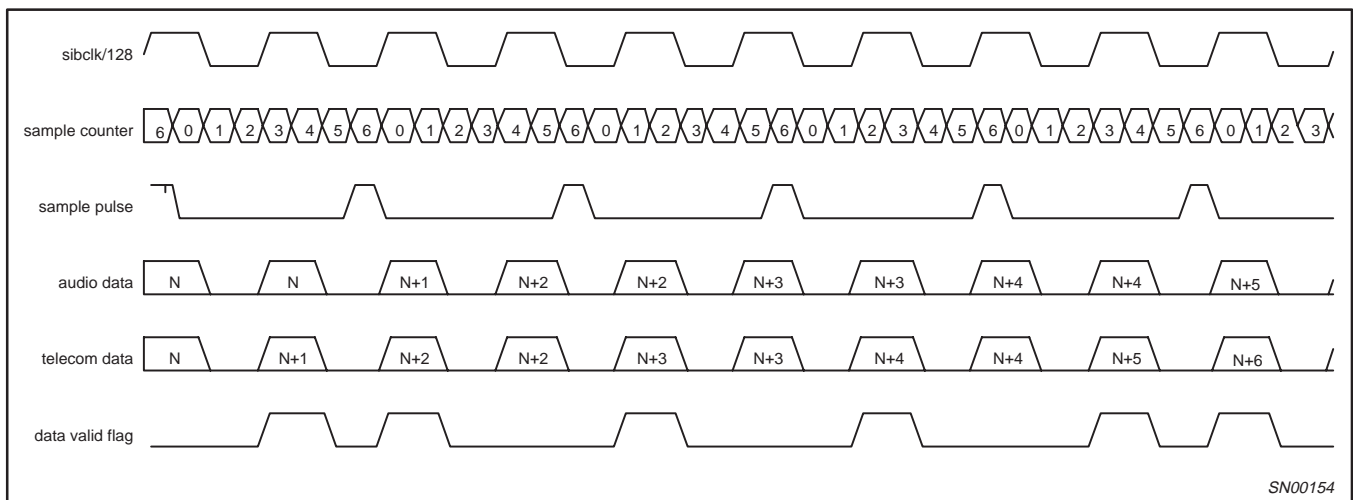 sibclk/128
sample counter 6 0 1 2 3 4 5 6 0 1 2 3 4 5 6 0 1 2 3 4 5 6 0 1 2 3 4 5 6 0 1 2 3 4 5 6 0 1 2 3
sample pulse
audio data N N N+1 N+2 N+2 N+3 N+3 N+4 N+4 N+5
telecom data N N+1 N+2 N+2 N+3 N+3 N+4 N+4 N+5 N+6
data valid flag
SN00154